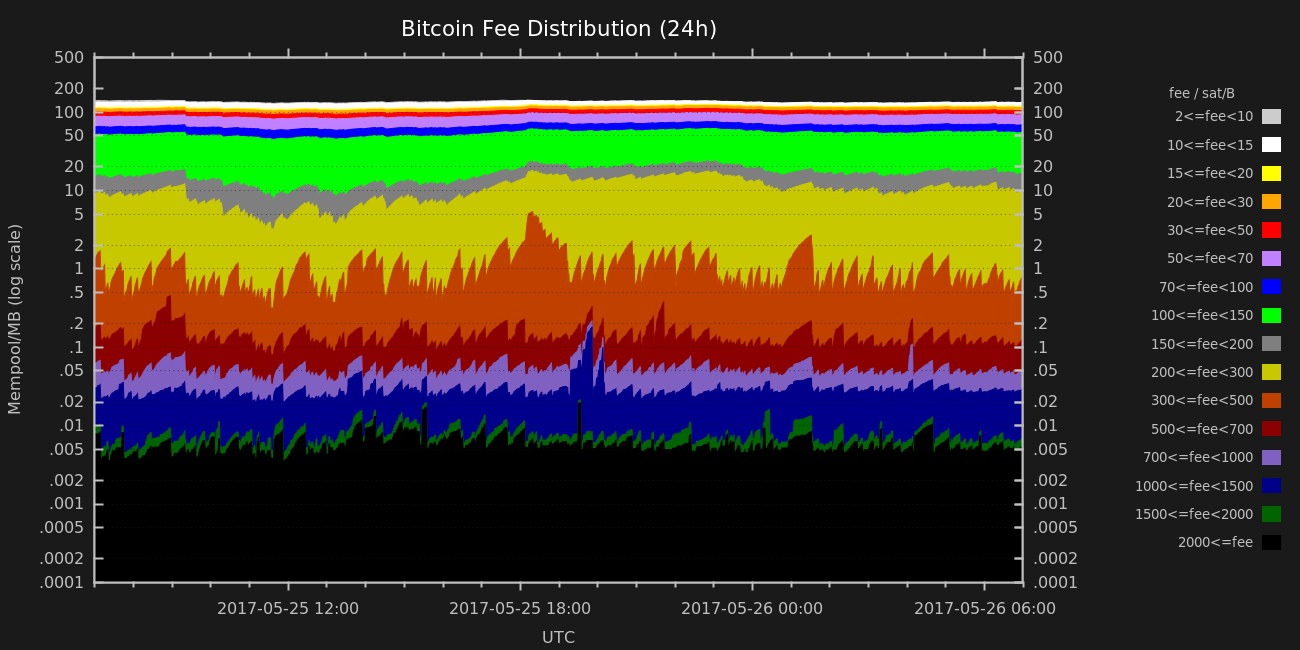 Bitcoin Fee Distribution (24h)
500 500
200 200
100 100
50 50
20 20
10 10
5 5
2 2
1 1
.5 .5
.2 .2
.1 .1
.05 .05
.02 .02
.01 .01
.005 .005
.002 .002
.001 .001
.0005 .0005
.0002 .0002
.0001 .0001
Mempool/MB (log scale)
2017-05-25 12:00 2017-05-25 18:00 2017-05-26 00:00 2017-05-26 06:00
UTC
fee / sat/B
2<=fee<10
10<=fee<15
15<=fee<20
20<=fee<30
30<=fee<50
50<=fee<70
70<=fee<100
100<=fee<150
150<=fee<200
200<=fee<300
300<=fee<500
500<=fee<700
700<=fee<1000
1000<=fee<1500
1500<=fee<2000
2000<=fee